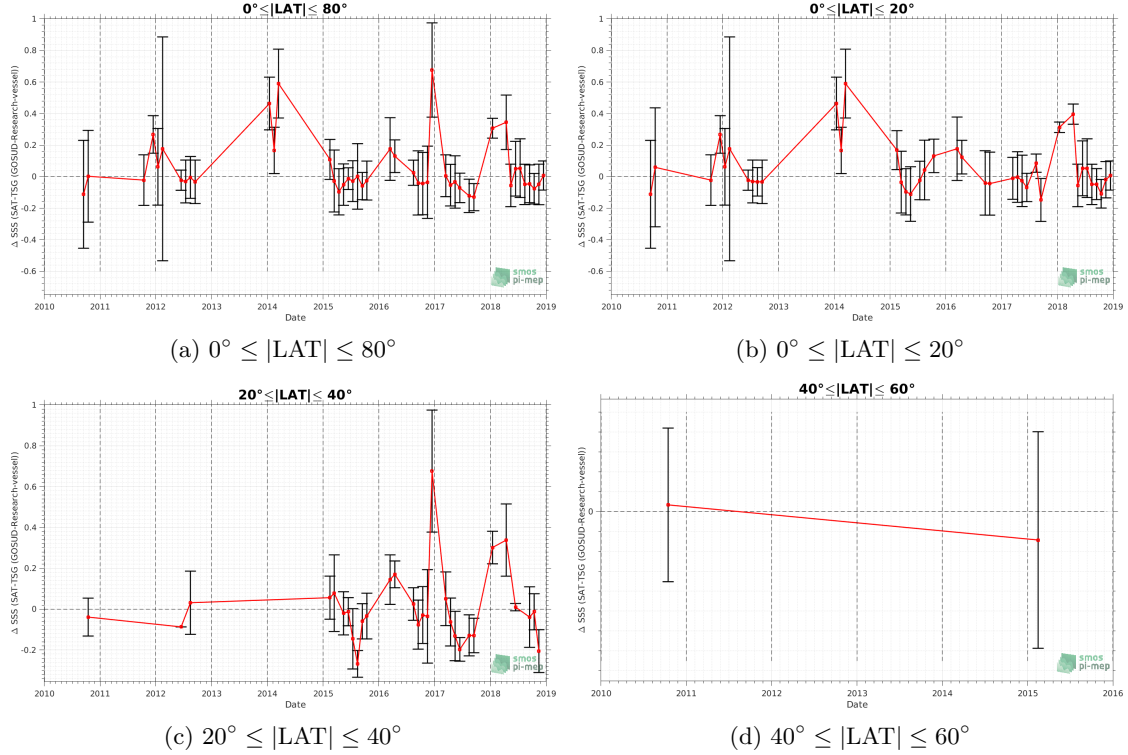 0°≤|LAT|≤ 80°
1
0.8
0.6
0.4
0.2
0
-0.2
-0.4
-0.6
Δ SSS (SAT-TSG (GOSUD-Research-vessel))
2010 2011 2012 2013 2014 2015 2016 2017 2018 2019
Date
smos
pi-mep
(a) 0° ≤ |LAT| ≤ 80°
0°≤|LAT|≤ 20°
1
0.8
0.6
0.4
0.2
0
-0.2
-0.4
-0.6
Δ SSS (SAT-TSG (GOSUD-Research-vessel))
2010 2011 2012 2013 2014 2015 2016 2017 2018 2019
Date
smos
pi-mep
(b) 0° ≤ |LAT| ≤ 20°
20°≤|LAT|≤ 40°
1
0.8
0.6
0.4
0.2
0
-0.2
Δ SSS (SAT-TSG (GOSUD-Research-vessel))
2010 2011 2012 2013 2014 2015 2016 2017 2018 2019
Date
smos
pi-mep
(c) 20° ≤ |LAT| ≤ 40°
40°≤|LAT|≤ 60°
0
Δ SSS (SAT-TSG (GOSUD-Research-vessel))
2010 2011 2012 2013 2014 2015 2016
Date
smos
pi-mep
(d) 40° ≤ |LAT| ≤ 60°